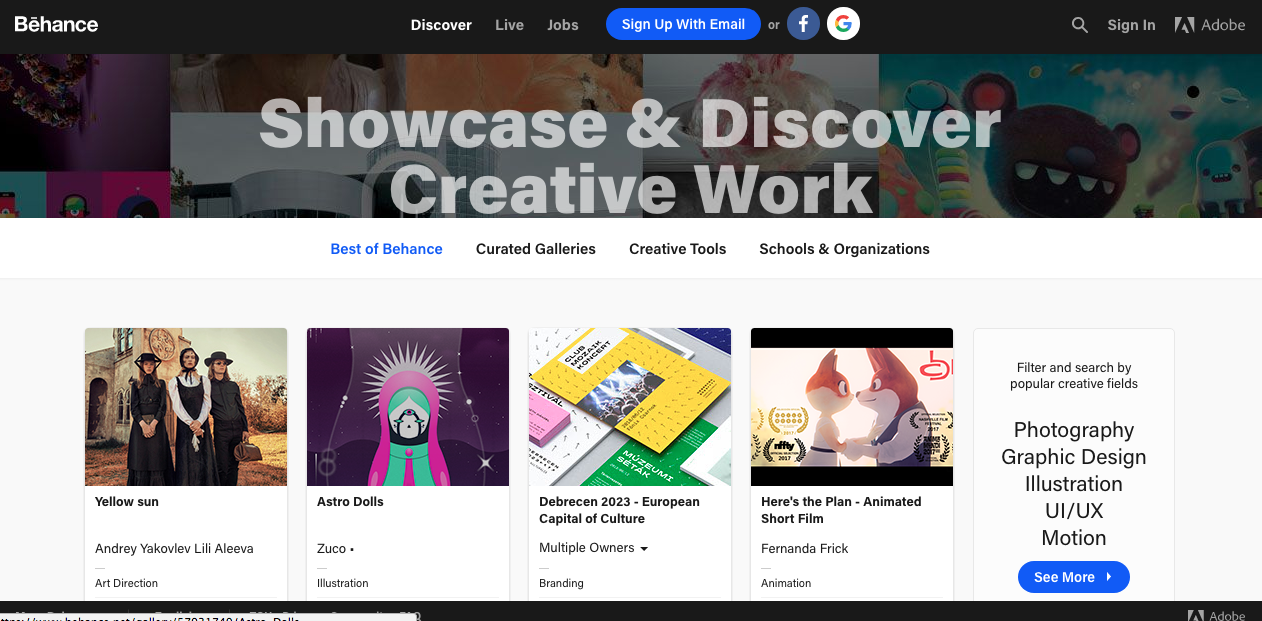 Bēhance
Discover Live Jobs Sign Up With Email or Sign In Adobe
Showcase & Discover
Creative Work
Best of Behance Curated Galleries Creative Tools Schools & Organizations
CLUB
MOZAIK
KONCERT
MÚZEUMI
SÉTÁK
nffty
2017
Yellow sun
Andrey Yakovlev Lili Aleeva
Art Direction
Astro Dolls
Zuco •
Illustration
Debrecen 2023 - European
Capital of Culture
Multiple Owners
Branding
Here's the Plan - Animated
Short Film
Fernanda Frick
Animation
Filter and search by
popular creative fields
Photography
Graphic Design
Illustration
UI/UX
Motion
See More
Adobe